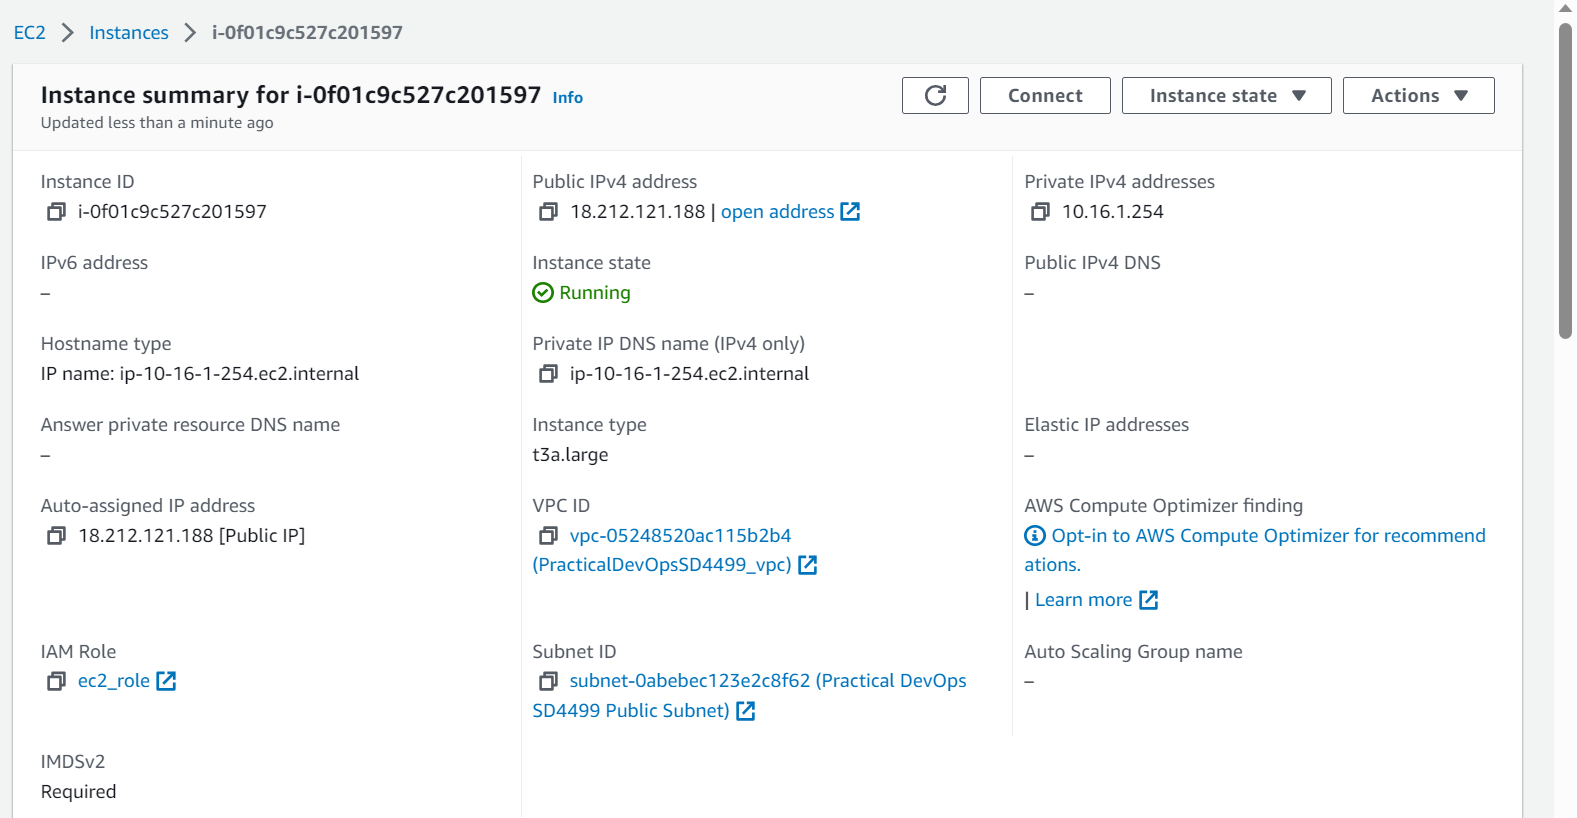 EC2 > Instances > i-0f01c9c527c201597
Instance summary for i-0f01c9c527c201597 Info
Updated less than a minute ago
Connect
Instance state
Actions
Instance ID
i-0f01c9c527c201597
Public IPv4 address
18.212.121.188 | open address
Private IPv4 addresses
10.16.1.254
IPv6 address
–
Instance state
Running
Public IPv4 DNS
–
Hostname type
IP name: ip-10-16-1-254.ec2.internal
Private IP DNS name (IPv4 only)
ip-10-16-1-254.ec2.internal
Answer private resource DNS name
–
Instance type
t3a.large
Elastic IP addresses
–
Auto-assigned IP address
18.212.121.188 [Public IP]
VPC ID
vpc-05248520ac115b2b4
(PracticalDevOpsSD4499_vpc)
AWS Compute Optimizer finding
Opt-in to AWS Compute Optimizer for recommend
ations.
| Learn more
IAM Role
ec2_role
Subnet ID
subnet-0abebec123e2c8f62 (Practical DevOps
SD4499 Public Subnet)
Auto Scaling Group name
–
IMDSv2
Required